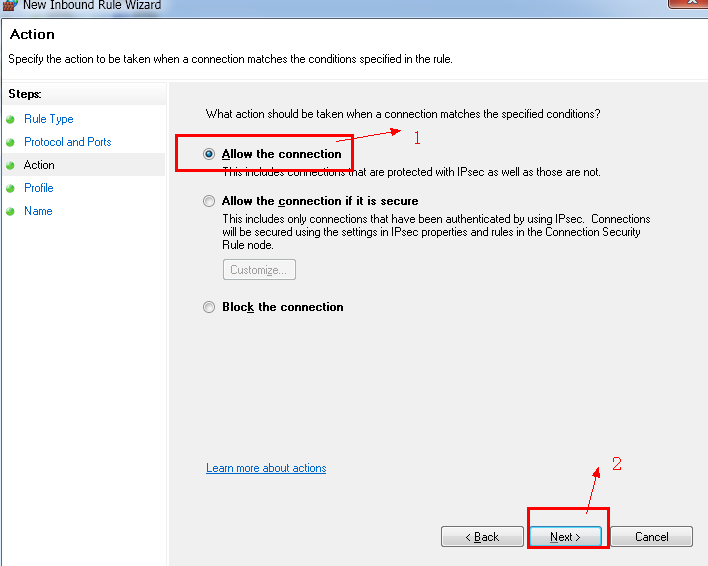 New Inbound Rule Wizard
Action
Specify the action to be taken when a connection matches the conditions specified in the rule.
Steps:
Rule Type
Protocol and Ports
Action
Profile
Name
What action should be taken when a connection matches the specified conditions?
1
Allow the connection
This includes connections that are protected with IPsec as well as those are not.
Allow the connection if it is secure
This includes only connections that have been authenticated by using IPsec. Connections
will be secured using the settings in IPsec properties and rules in the Connection Security
Rule node.
Customize...
Block the connection
Learn more about actions
2
< Back
Next >
Cancel